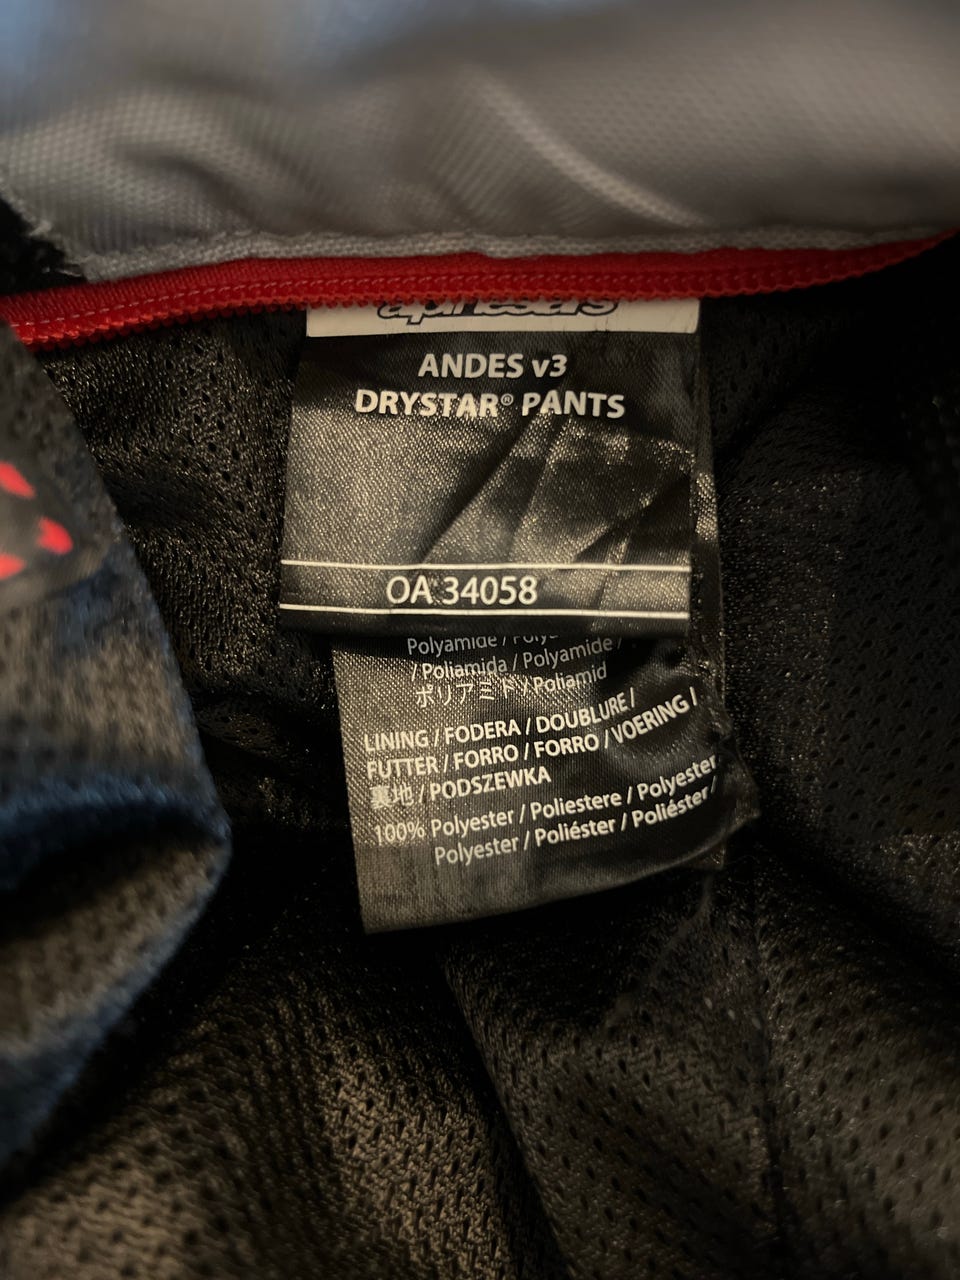 alpinestars
ANDES v3
DRYSTAR® PANTS
OA 34058
Polyamide /
/ Poliamida / Polyamide /
ポリアミド / Poliamid
LINING / FODERA / DOUBLURE /
FUTTER / FORRO / FORRO / VOERING /
裏地 / PODSZEWKA
100% Polyester / Poliestere / Polyester
Polyester / Poliéster / Poliéster /